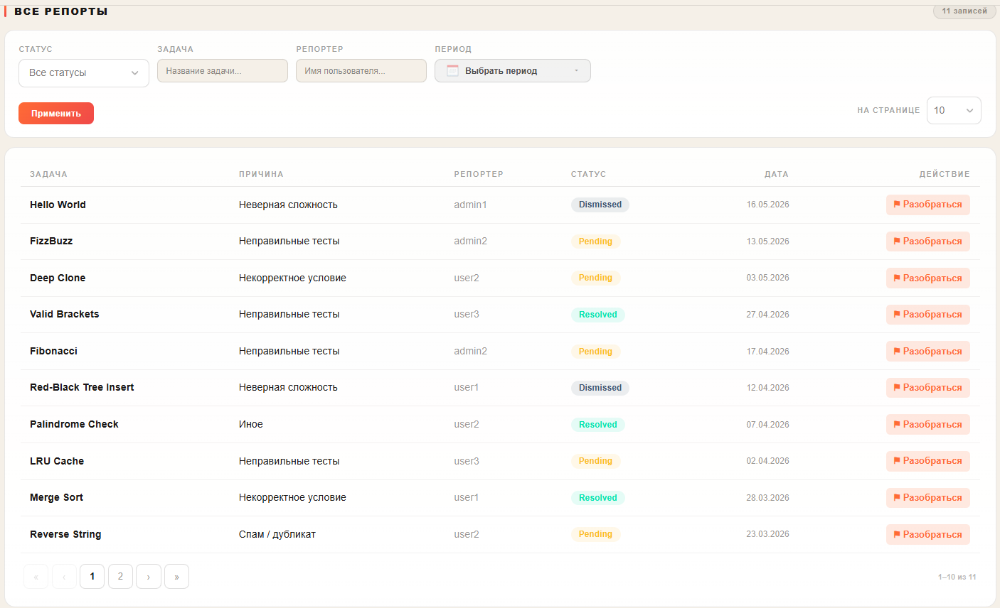 ВСЕ РЕПОРТЫ
11 записей
СТАТУС ЗАДАЧА РЕПОРТЕР ПЕРИОД
Все статусы Название задачи... Имя пользователя... Выбрать период
Применить НА СТРАНИЦЕ 10
ЗАДАЧА ПРИЧИНА РЕПОРТЕР СТАТУС ДАТА ДЕЙСТВИЕ
Hello World Неверная сложность admin1 Dismissed 16.05.2026 Разобраться
FizzBuzz Неправильные тесты admin2 Pending 13.05.2026 Разобраться
Deep Clone Некорректное условие user2 Pending 03.05.2026 Разобраться
Valid Brackets Неправильные тесты user3 Resolved 27.04.2026 Разобраться
Fibonacci Неправильные тесты admin2 Pending 17.04.2026 Разобраться
Red-Black Tree Insert Неверная сложность user1 Dismissed 12.04.2026 Разобраться
Palindrome Check Иное user2 Resolved 07.04.2026 Разобраться
LRU Cache Неправильные тесты user3 Pending 02.04.2026 Разобраться
Merge Sort Некорректное условие user1 Resolved 28.03.2026 Разобраться
Reverse String Спам / дубликат user2 Pending 23.03.2026 Разобраться
« ‹ 1 2 › » 1–10 из 11